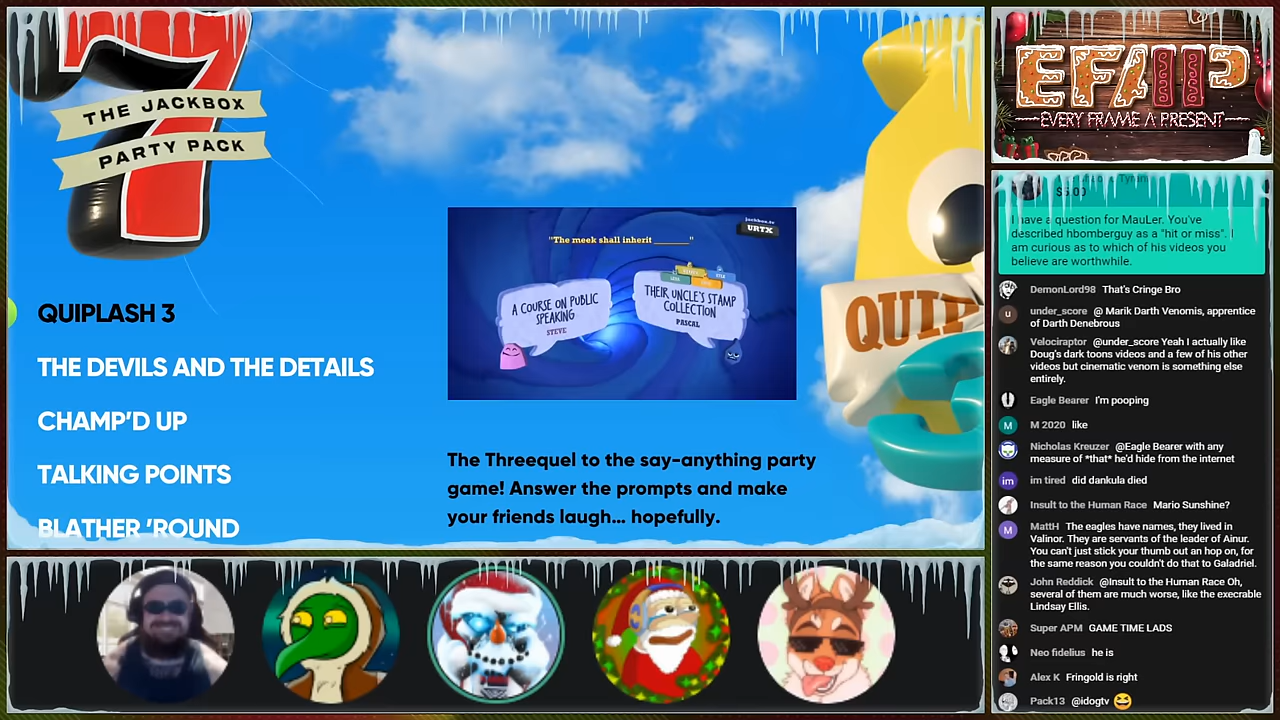 7
THE JACKBOX
PARTY PACK
QUIPLASH 3
THE DEVILS AND THE DETAILS
CHAMP'D UP
TALKING POINTS
BLATHER 'ROUND
jackbox.tv
URTX
"The meek shall inherit ________"
A COURSE ON PUBLIC
SPEAKING
STEVE
THEIR UNCLE'S STAMP
COLLECTION
PASCAL
The Threequel to the say-anything party
game! Answer the prompts and make
your friends laugh... hopefully.
QUIP
EFAP
EVERY FRAME A PRESENT
$5.00
I have a question for MauLer. You've
described hbomberguy as a "hit or miss". I
am curious as to which of his videos you
believe are worthwhile.
DemonLord98 That's Cringe Bro
under_score @ Marik Darth Venomis, apprentice
of Darth Denebrous
Velociraptor @under_score Yeah I actually like
Doug's dark toons videos and a few of his other
videos but cinematic venom is something else
entirely.
Eagle Bearer I'm pooping
M M 2020 like
Nicholas Kreuzer @Eagle Bearer with any
measure of *that* he'd hide from the internet
im im tired did dankula died
Insult to the Human Race Mario Sunshine?
M MattH The eagles have names, they lived in
Valinor. They are servants of the leader of Ainur.
You can't just stick your thumb out an hop on, for
the same reason you couldn't do that to Galadriel.
John Reddick @Insult to the Human Race Oh,
several of them are much worse, like the execrable
Lindsay Ellis.
Super APM GAME TIME LADS
Neo fidelius he is
Alex K Fringold is right
Pack13 @idogtv 😆